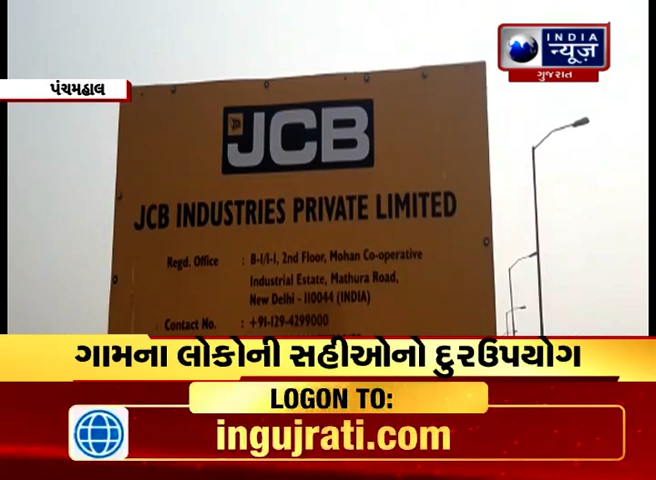 INDIA
न्यूज़
ગુજરાત
પંચમહાલ
JCB
JCB INDUSTRIES PRIVATE LIMITED
Regd. Office : B-1/I-1, 2nd Floor, Mohan Co-operative
Industrial Estate, Mathura Road,
New Delhi - 110044 (INDIA)
Contact No. : +91-129-4299000
ગામના લોકોની સહીઓનો દુરઉપયોગ
LOGON TO:
ingujrati.com